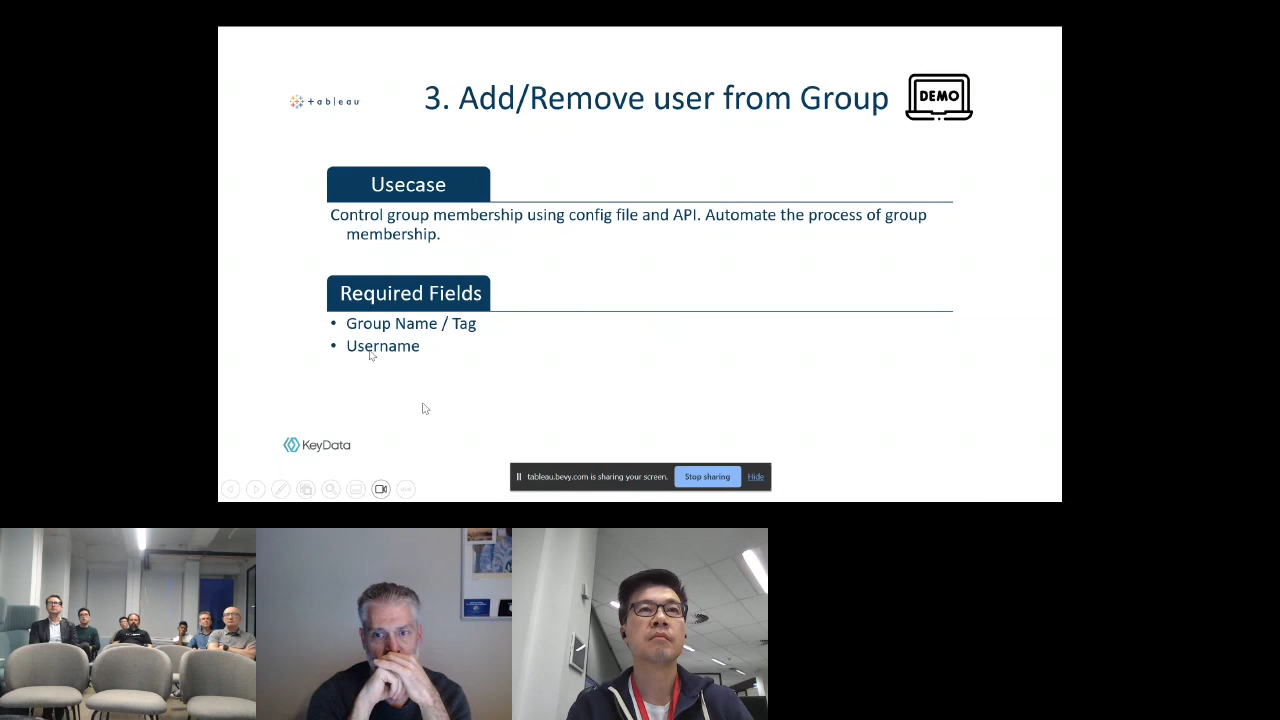 +ableau
3. Add/Remove user from Group
DEMO
Usecase
Control group membership using config file and API. Automate the process of group
membership.
Required Fields
• Group Name / Tag
• Username
KeyData
tableau.bevy.com is sharing your screen.
Stop sharing
Hide